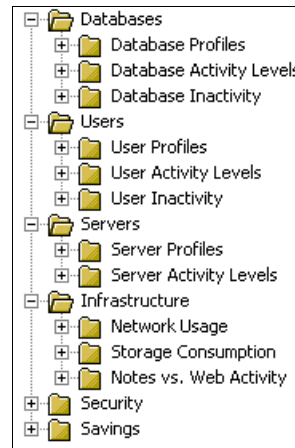 Databases
Database Profiles
Database Activity Levels
Database Inactivity
Users
User Profiles
User Activity Levels
User Inactivity
Servers
Server Profiles
Server Activity Levels
Infrastructure
Network Usage
Storage Consumption
Notes vs. Web Activity
Security
Savings